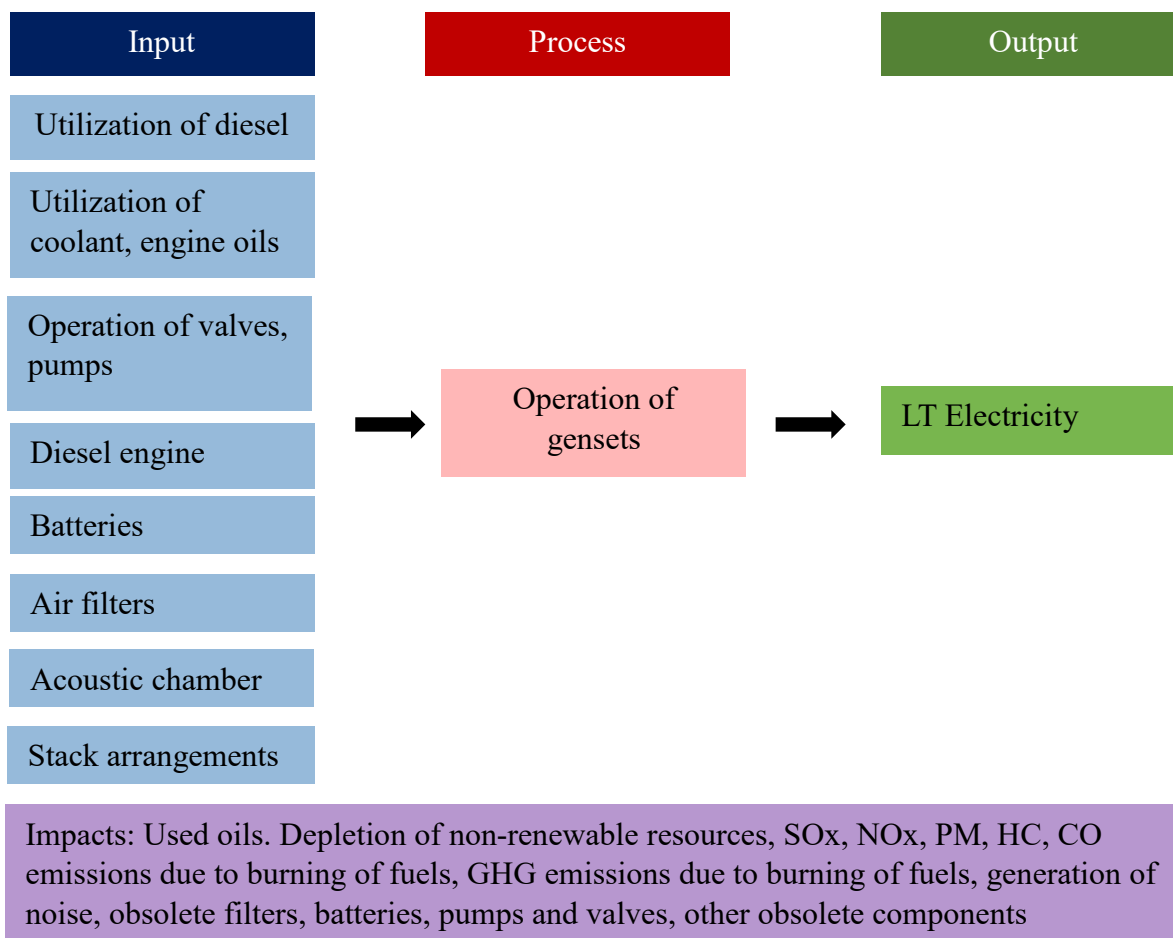 Input
Process
Output
Utilization of diesel
Utilization of
coolant, engine oils
Operation of valves,
pumps
Diesel engine
Batteries
Air filters
Acoustic chamber
Stack arrangements
Operation of
gensets
LT Electricity
Impacts: Used oils. Depletion of non-renewable resources, SOx, NOx, PM, HC, CO
emissions due to burning of fuels, GHG emissions due to burning of fuels, generation of
noise, obsolete filters, batteries, pumps and valves, other obsolete components